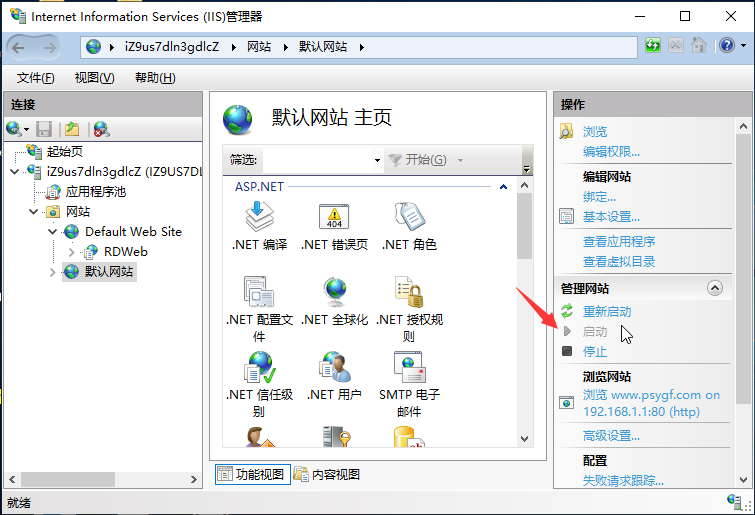 Internet Information Services (IIS)管理器
iZ9us7dln3gdlcZ 网站 默认网站
文件(F) 视图(V) 帮助(H)
连接
起始页
iZ9us7dln3gdlcZ (IZ9US7DL
应用程序池
网站
Default Web Site
RDWeb
默认网站
默认网站 主页
筛选: 开始(G)
ASP.NET
.NET 编译 .NET 错误页 .NET 角色
404
.NET 配置文件 .NET 全球化 .NET 授权规则
.NET 信任级别 .NET 用户 SMTP 电子邮件
ab
功能视图 内容视图
操作
浏览
编辑权限...
编辑网站
绑定...
基本设置...
查看应用程序
查看虚拟目录
管理网站
重新启动
启动
停止
浏览网站
浏览 www.psygf.com on
192.168.1.1:80 (http)
高级设置...
配置
失败请求跟踪...
就绪